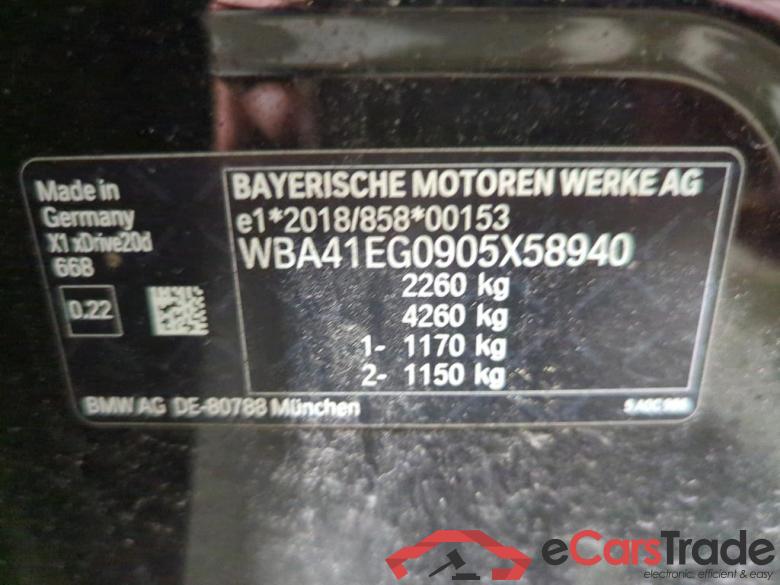 Made in
Germany
X1 xDrive20d
668
0.22
BAYERISCHE MOTOREN WERKE AG
e1*2018/858*00153
WBA41EG0905X58940
2260 kg
4260 kg
1- 1170 kg
2- 1150 kg
BMW AG DE-80788 München
eCarsTrade
electronic, efficient & easy